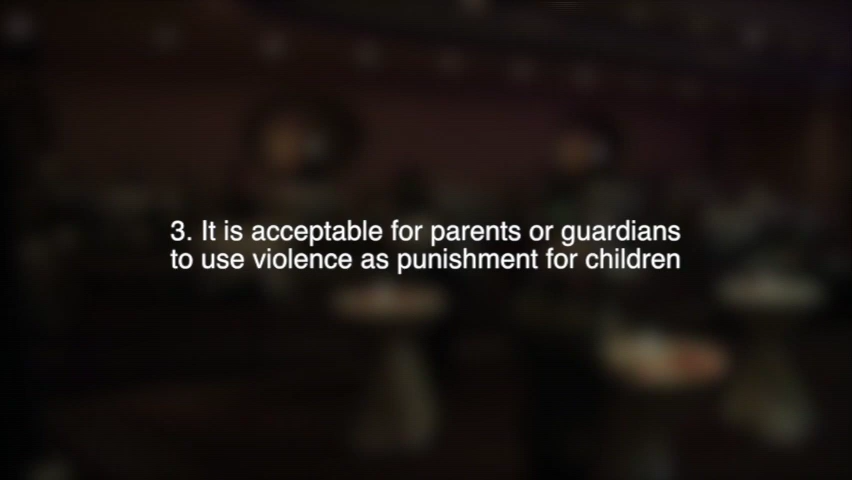 3. It is acceptable for parents or guardians
to use violence as punishment for children